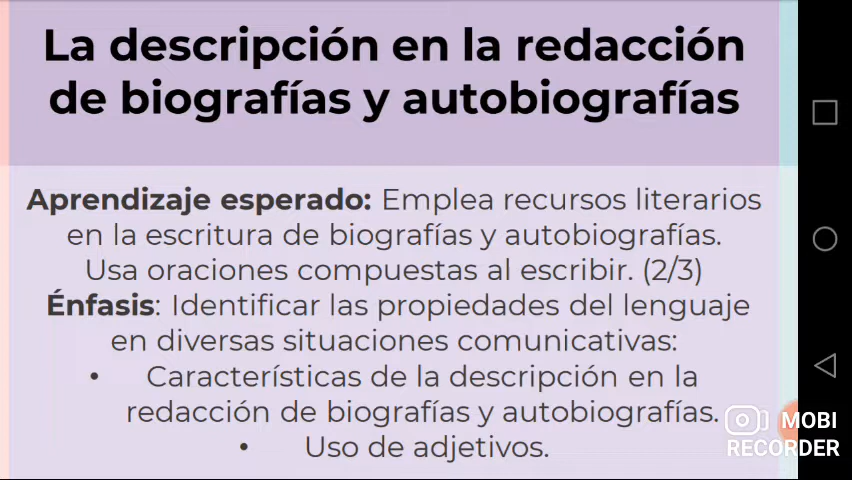 La descripción en la redacción
de biografías y autobiografías
Aprendizaje esperado: Emplea recursos literarios
en la escritura de biografías y autobiografías.
Usa oraciones compuestas al escribir. (2/3)
Énfasis: Identificar las propiedades del lenguaje
en diversas situaciones comunicativas:
• Características de la descripción en la
redacción de biografías y autobiografías.
• Uso de adjetivos.
MOBI
RECORDER